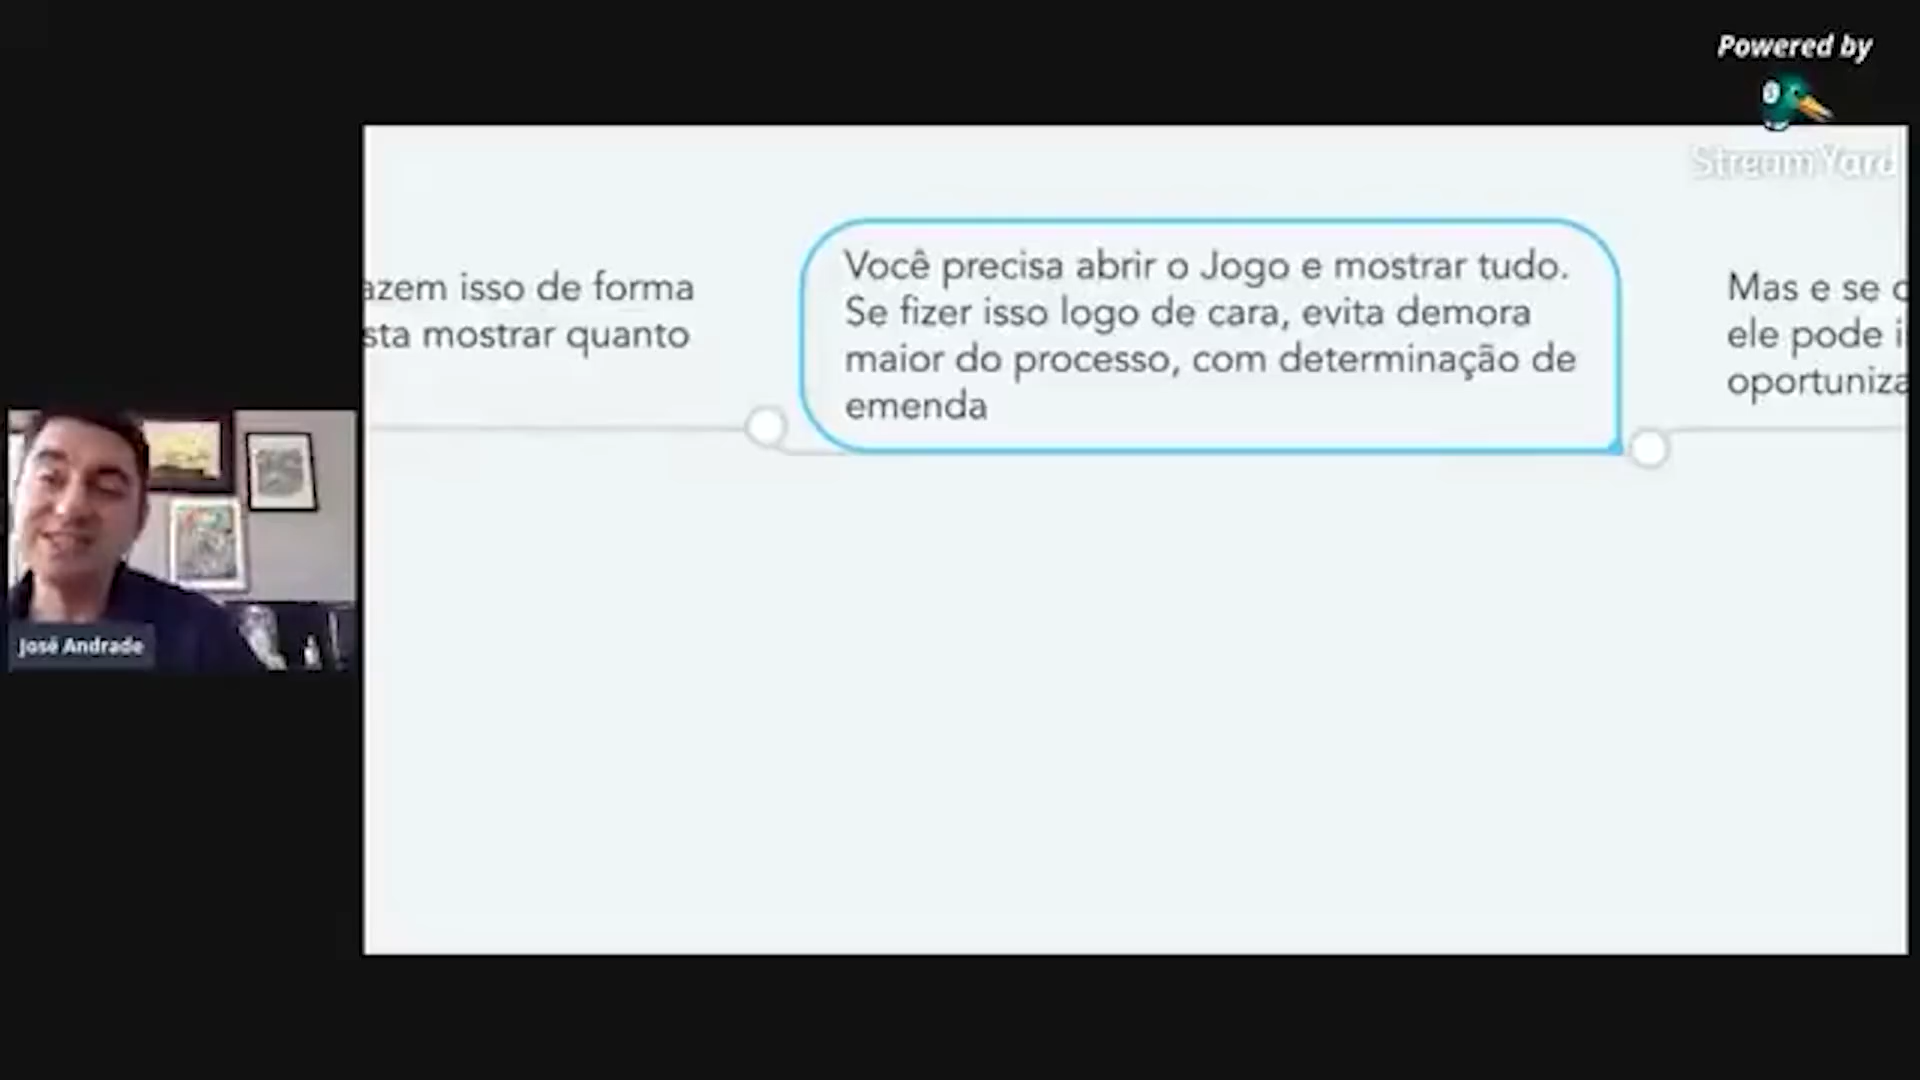 Powered by
StreamYard
azem isso de forma
sta mostrar quanto
Você precisa abrir o Jogo e mostrar tudo.
Se fizer isso logo de cara, evita demora
maior do processo, com determinação de
emenda
Mas e se
ele pode
oportuniza
José Andrade